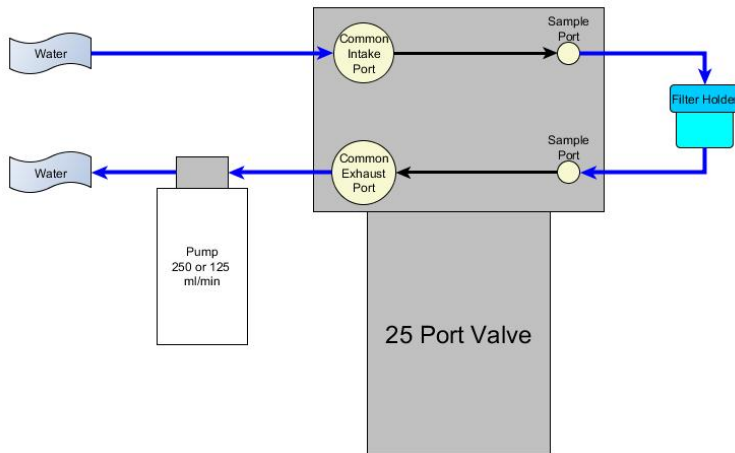 Water
Common
Intake
Port
Sample
Port
Filter Holder
Water
Common
Exhaust
Port
Sample
Port
Pump
250 or 125
ml/min
25 Port Valve